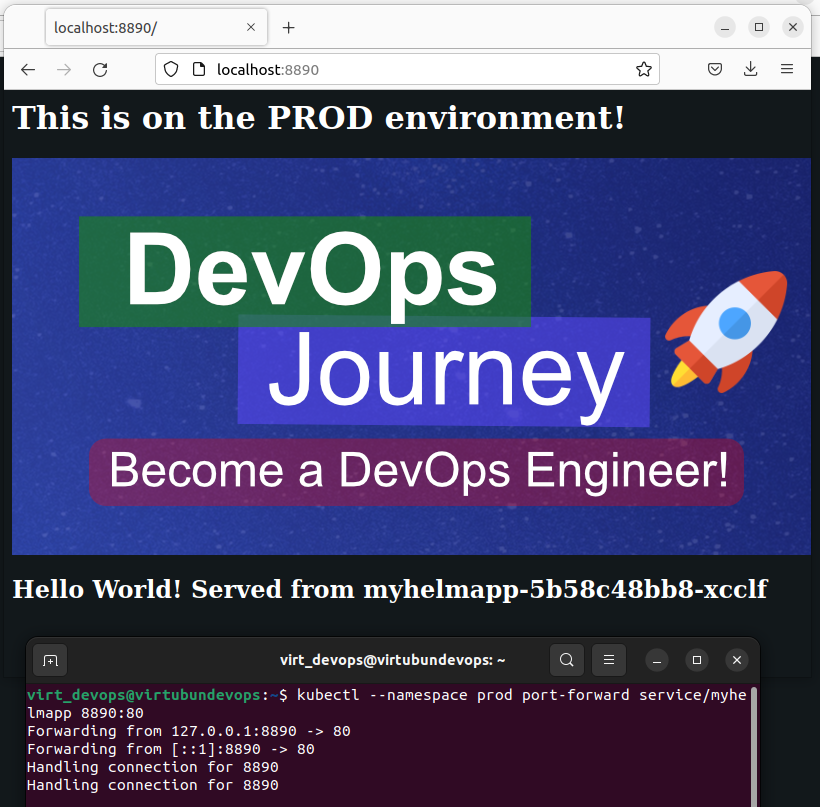 localhost:8890/
localhost:8890
This is on the PROD environment!
DevOps
Journey
Become a DevOps Engineer!
Hello World! Served from myhelmapp-5b58c48bb8-xcclf
virt_devops@virtubundevops: ~
virt_devops@virtubundevops:~$ kubectl --namespace prod port-forward service/myhe
lmapp 8890:80
Forwarding from 127.0.0.1:8890 -> 80
Forwarding from [::1]:8890 -> 80
Handling connection for 8890
Handling connection for 8890